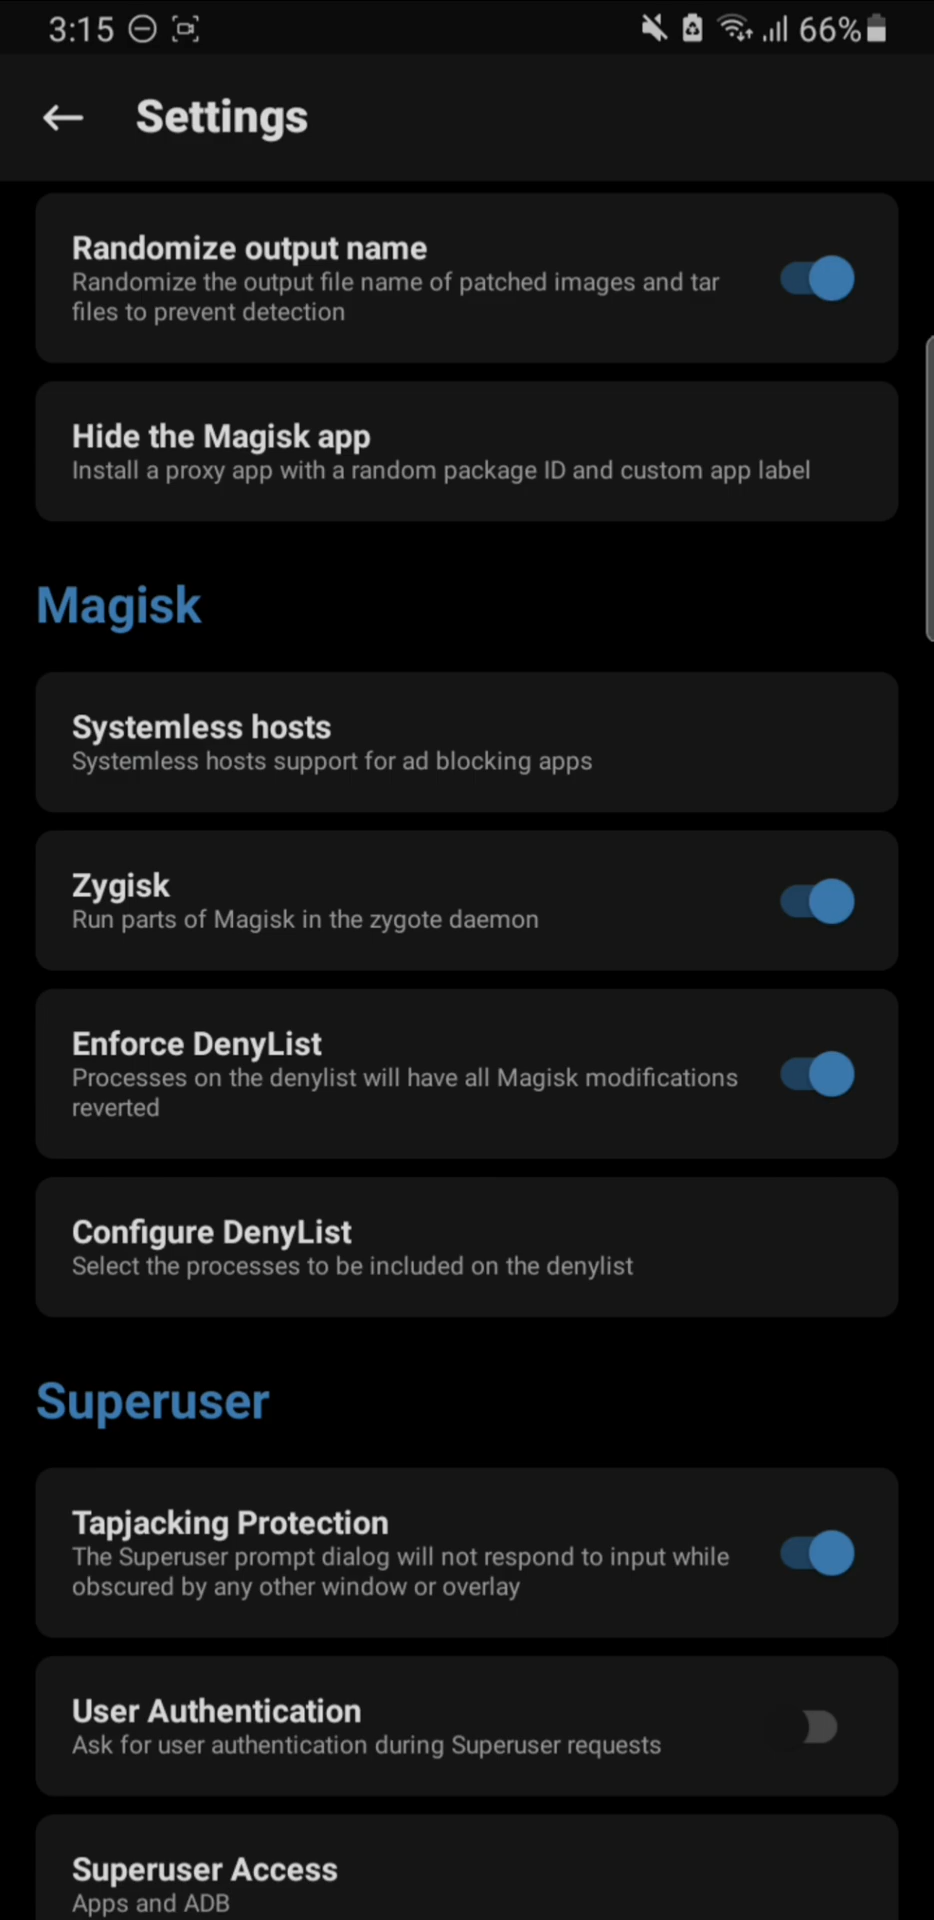 3:15 66%
Settings
Randomize output name
Randomize the output file name of patched images and tar
files to prevent detection
Hide the Magisk app
Install a proxy app with a random package ID and custom app label
Magisk
Systemless hosts
Systemless hosts support for ad blocking apps
Zygisk
Run parts of Magisk in the zygote daemon
Enforce DenyList
Processes on the denylist will have all Magisk modifications
reverted
Configure DenyList
Select the processes to be included on the denylist
Superuser
Tapjacking Protection
The Superuser prompt dialog will not respond to input while
obscured by any other window or overlay
User Authentication
Ask for user authentication during Superuser requests
Superuser Access
Apps and ADB